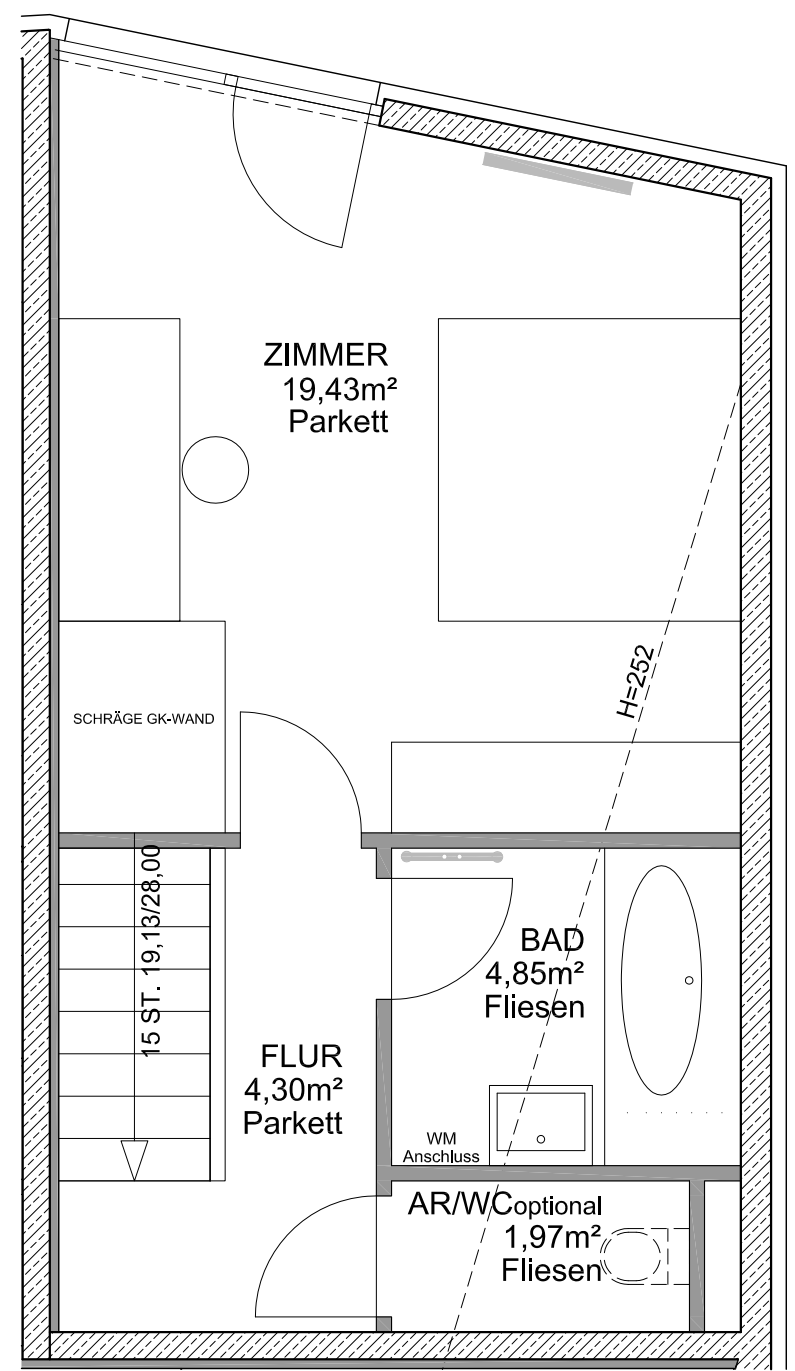 ZIMMER
19,43m²
Parkett
H=252
SCHRÄGE GK-WAND
15 ST. 19,13/28,00
BAD
4,85m²
Fliesen
FLUR
4,30m²
Parkett
WM
Anschluss
AR/WCoptional
1,97m²
Fliesen